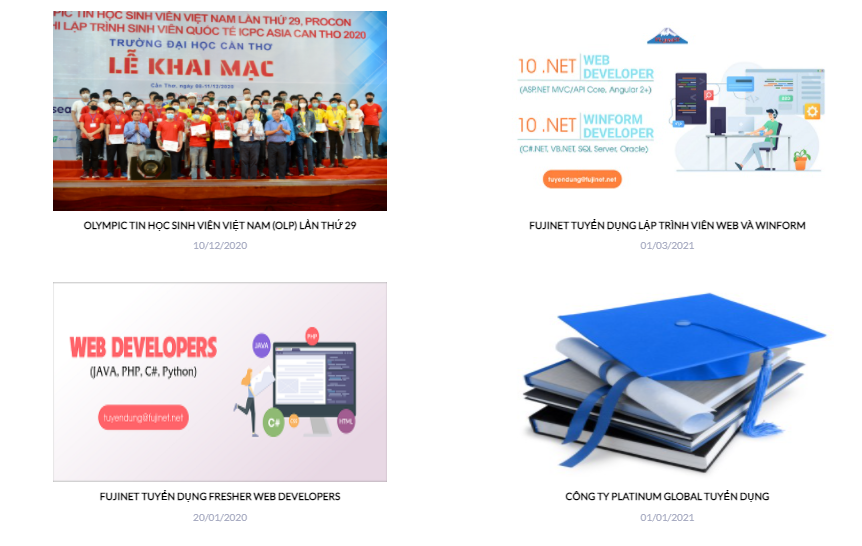 PIC TIN HỌC SINH VIÊN VIỆT NAM LẦN THỨ 29, PROCON
HI LẬP TRÌNH SINH VIÊN QUỐC TẾ ICPC ASIA CAN THO 2020
TRƯỜNG ĐẠI HỌC CẦN THƠ
LỄ KHAI MẠC
Cần Thơ, ngày 08-11/12/2020
OLYMPIC TIN HỌC SINH VIÊN VIỆT NAM (OLP) LẦN THỨ 29
10/12/2020
10 .NET WEB DEVELOPER
(ASP.NET MVC/API Core, Angular 2+)
10 .NET WINFORM DEVELOPER
(C#.NET, VB.NET, SQL Server, Oracle)
tuyendung@fujinet.net
FUJINET TUYỂN DỤNG LẬP TRÌNH VIÊN WEB VÀ WINFORM
01/03/2021
WEB DEVELOPERS
(JAVA, PHP, C#, Python)
tuyendung@fujinet.net
JAVA
PHP
C#
HTML
FUJINET TUYỂN DỤNG FRESHER WEB DEVELOPERS
20/01/2020
CÔNG TY PLATINUM GLOBAL TUYỂN DỤNG
01/01/2021